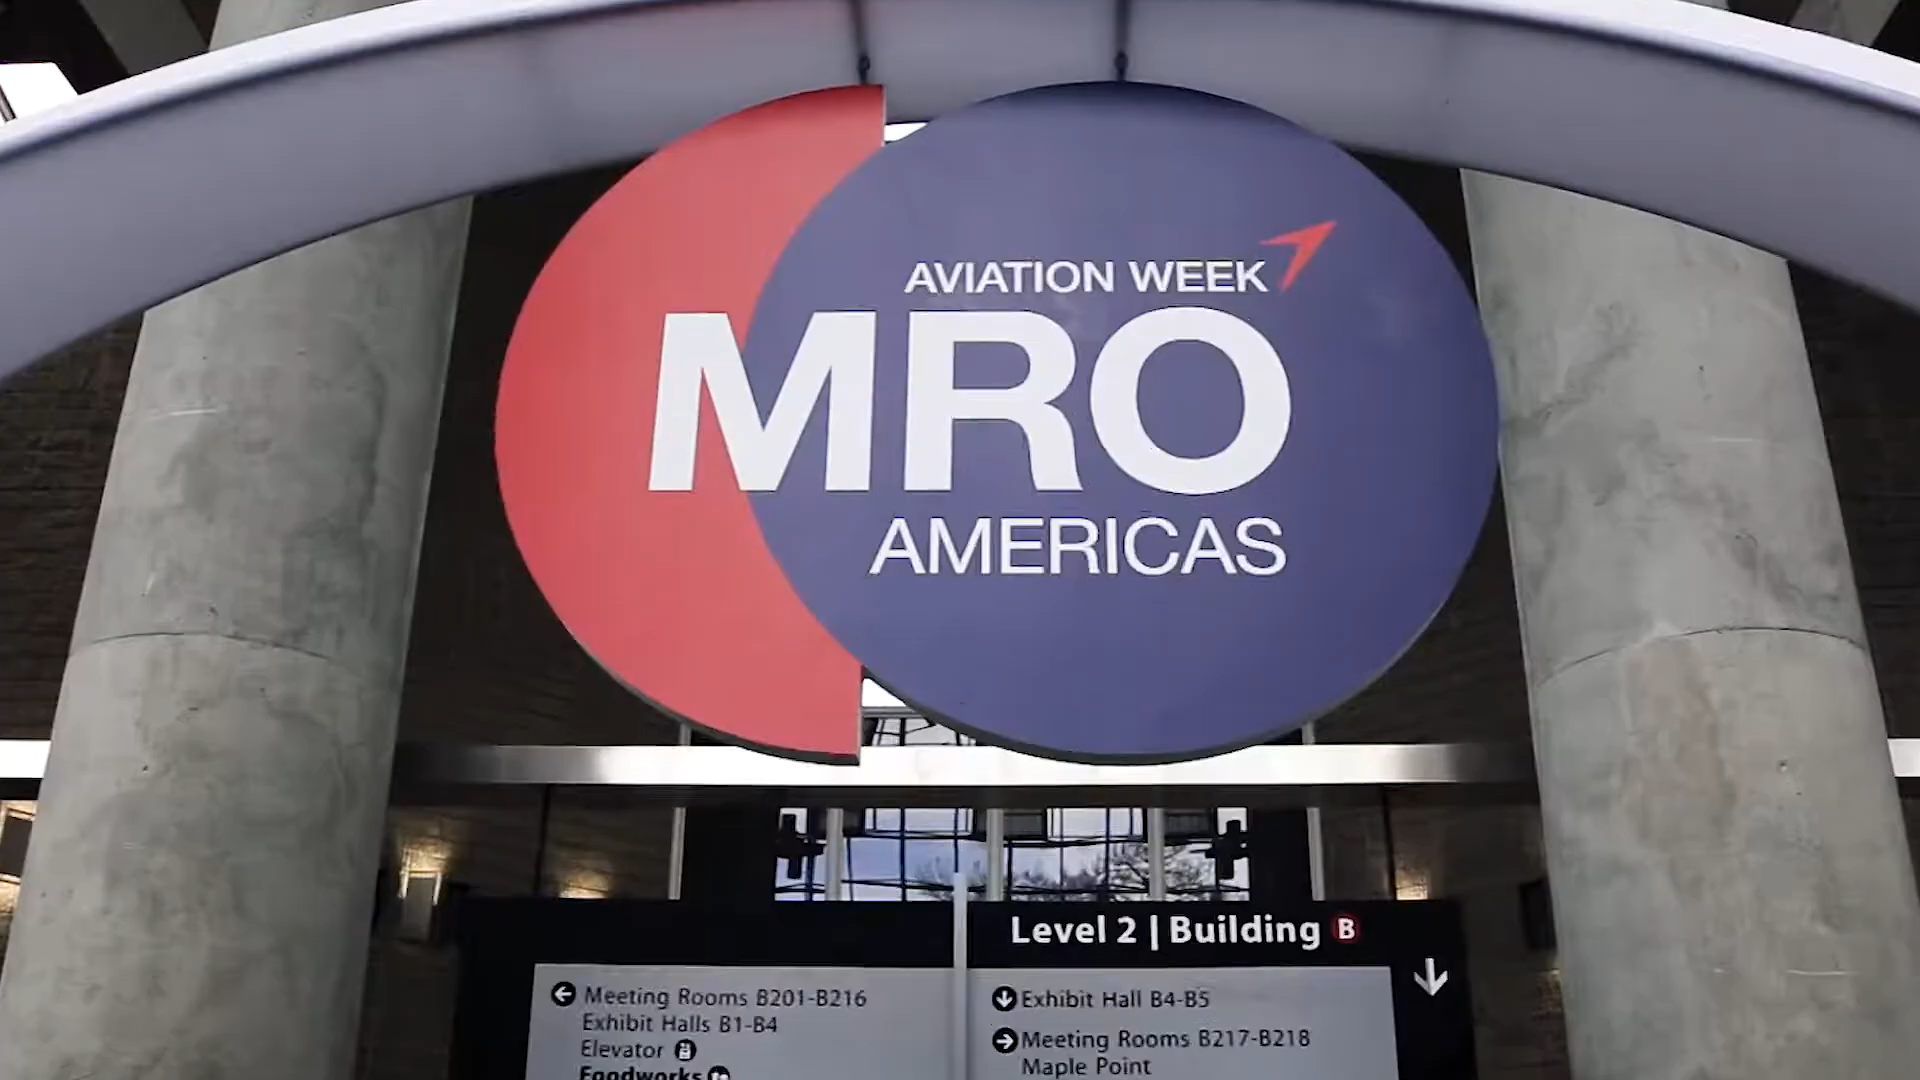 AVIATION WEEK
MRO
AMERICAS
Level 2 | Building B
Meeting Rooms B201-B216
Exhibit Halls B1-B4
Elevator
Foodworks
Exhibit Hall B4-B5
Meeting Rooms B217-B218
Maple Point